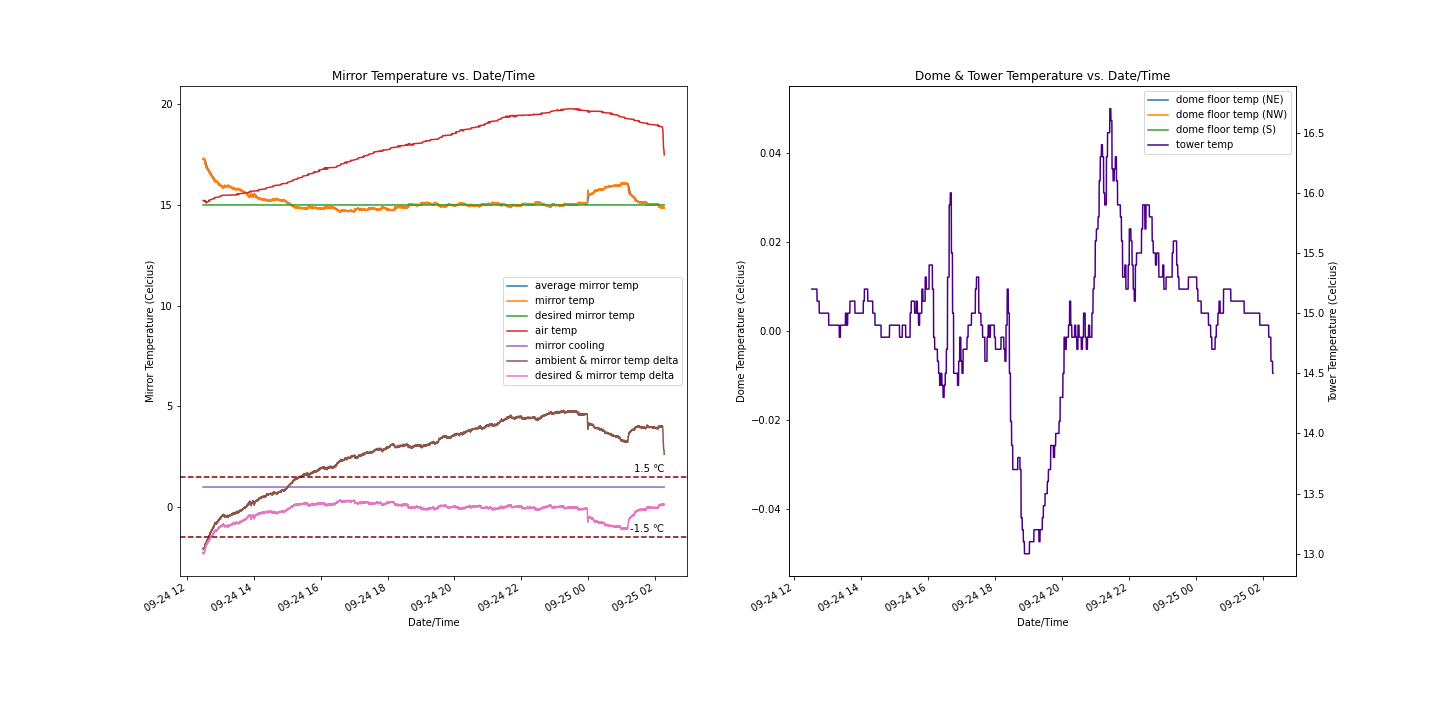 Mirror Temperature vs. Date/Time
20
15
10
5
0
Mirror Temperature (Celcius)
average mirror temp
mirror temp
desired mirror temp
air temp
mirror cooling
ambient & mirror temp delta
desired & mirror temp delta
1.5 °C
-1.5 °C
09-24 12
09-24 14
09-24 16
09-24 18
09-24 20
09-24 22
09-25 00
09-25 02
Date/Time
Dome & Tower Temperature vs. Date/Time
0.04
0.02
0.00
−0.02
−0.04
Dome Temperature (Celcius)
dome floor temp (NE)
dome floor temp (NW)
dome floor temp (S)
tower temp
16.5
16.0
15.5
15.0
14.5
14.0
13.5
13.0
Tower Temperature (Celcius)
09-24 12
09-24 14
09-24 16
09-24 18
09-24 20
09-24 22
09-25 00
09-25 02
Date/Time